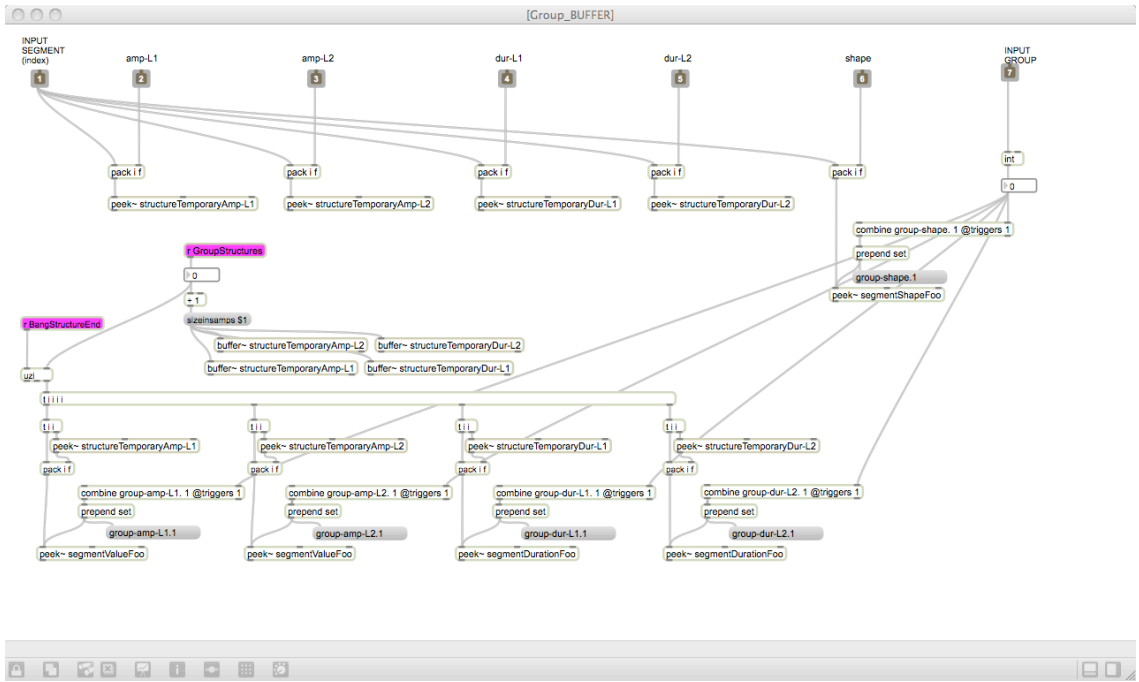 [Group_BUFFER]
INPUT
SEGMENT
(index)
amp-L1
amp-L2
dur-L1
dur-L2
shape
INPUT
GROUP
1
2
3
4
5
6
7
pack i f
pack i f
pack i f
pack i f
pack i f
int
0
peek~ structureTemporaryAmp-L1
peek~ structureTemporaryAmp-L2
peek~ structureTemporaryDur-L1
peek~ structureTemporaryDur-L2
combine group-shape. 1 @triggers 1
prepend set
group-shape.1
peek~ segmentShapeFoo
r GroupStructures
0
+ 1
sizeinsamps $1
r BangStructureEnd
buffer~ structureTemporaryAmp-L2
buffer~ structureTemporaryDur-L2
buffer~ structureTemporaryAmp-L1
buffer~ structureTemporaryDur-L1
uzi
t i i i i
t i i
t i i
t i i
t i i
peek~ structureTemporaryAmp-L1
peek~ structureTemporaryAmp-L2
peek~ structureTemporaryDur-L1
peek~ structureTemporaryDur-L2
pack i f
pack i f
pack i f
pack i f
combine group-amp-L1. 1 @triggers 1
combine group-amp-L2. 1 @triggers 1
combine group-dur-L1. 1 @triggers 1
combine group-dur-L2. 1 @triggers 1
prepend set
prepend set
prepend set
prepend set
group-amp-L1.1
group-amp-L2.1
group-dur-L1.1
group-dur-L2.1
peek~ segmentValueFoo
peek~ segmentValueFoo
peek~ segmentDurationFoo
peek~ segmentDurationFoo